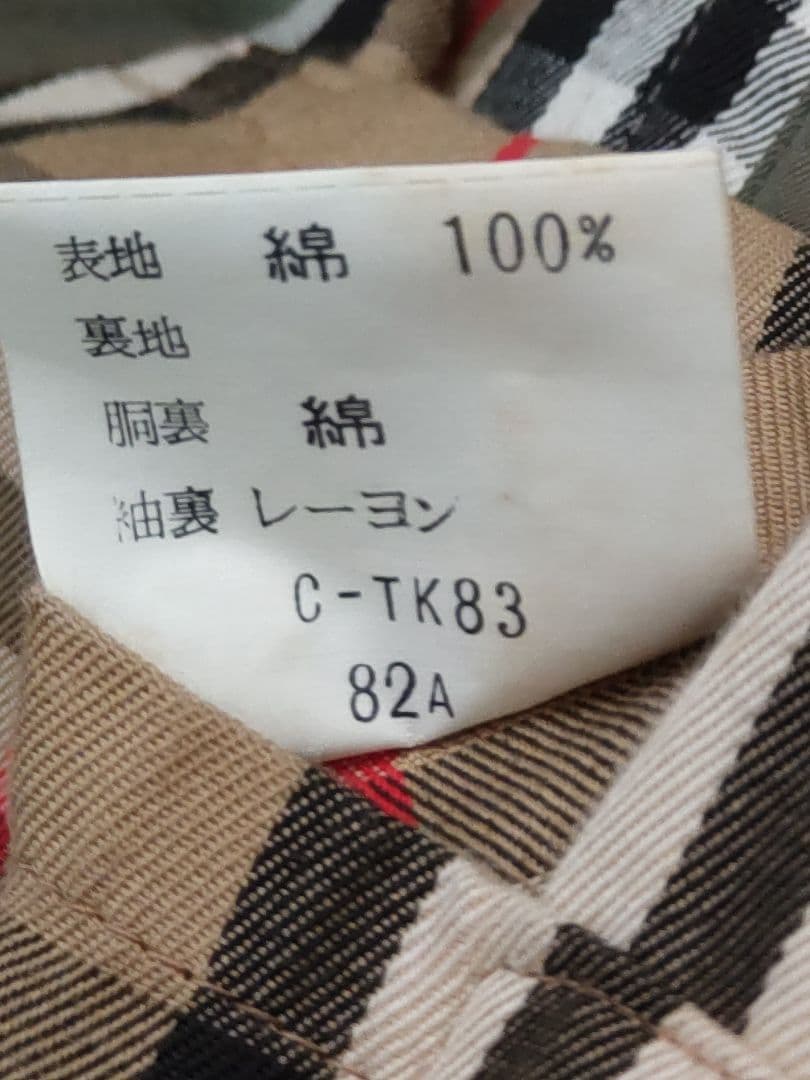 表地 綿 100%
裏地
胴裏 綿
袖裏 レーヨン
C-TK83
82A